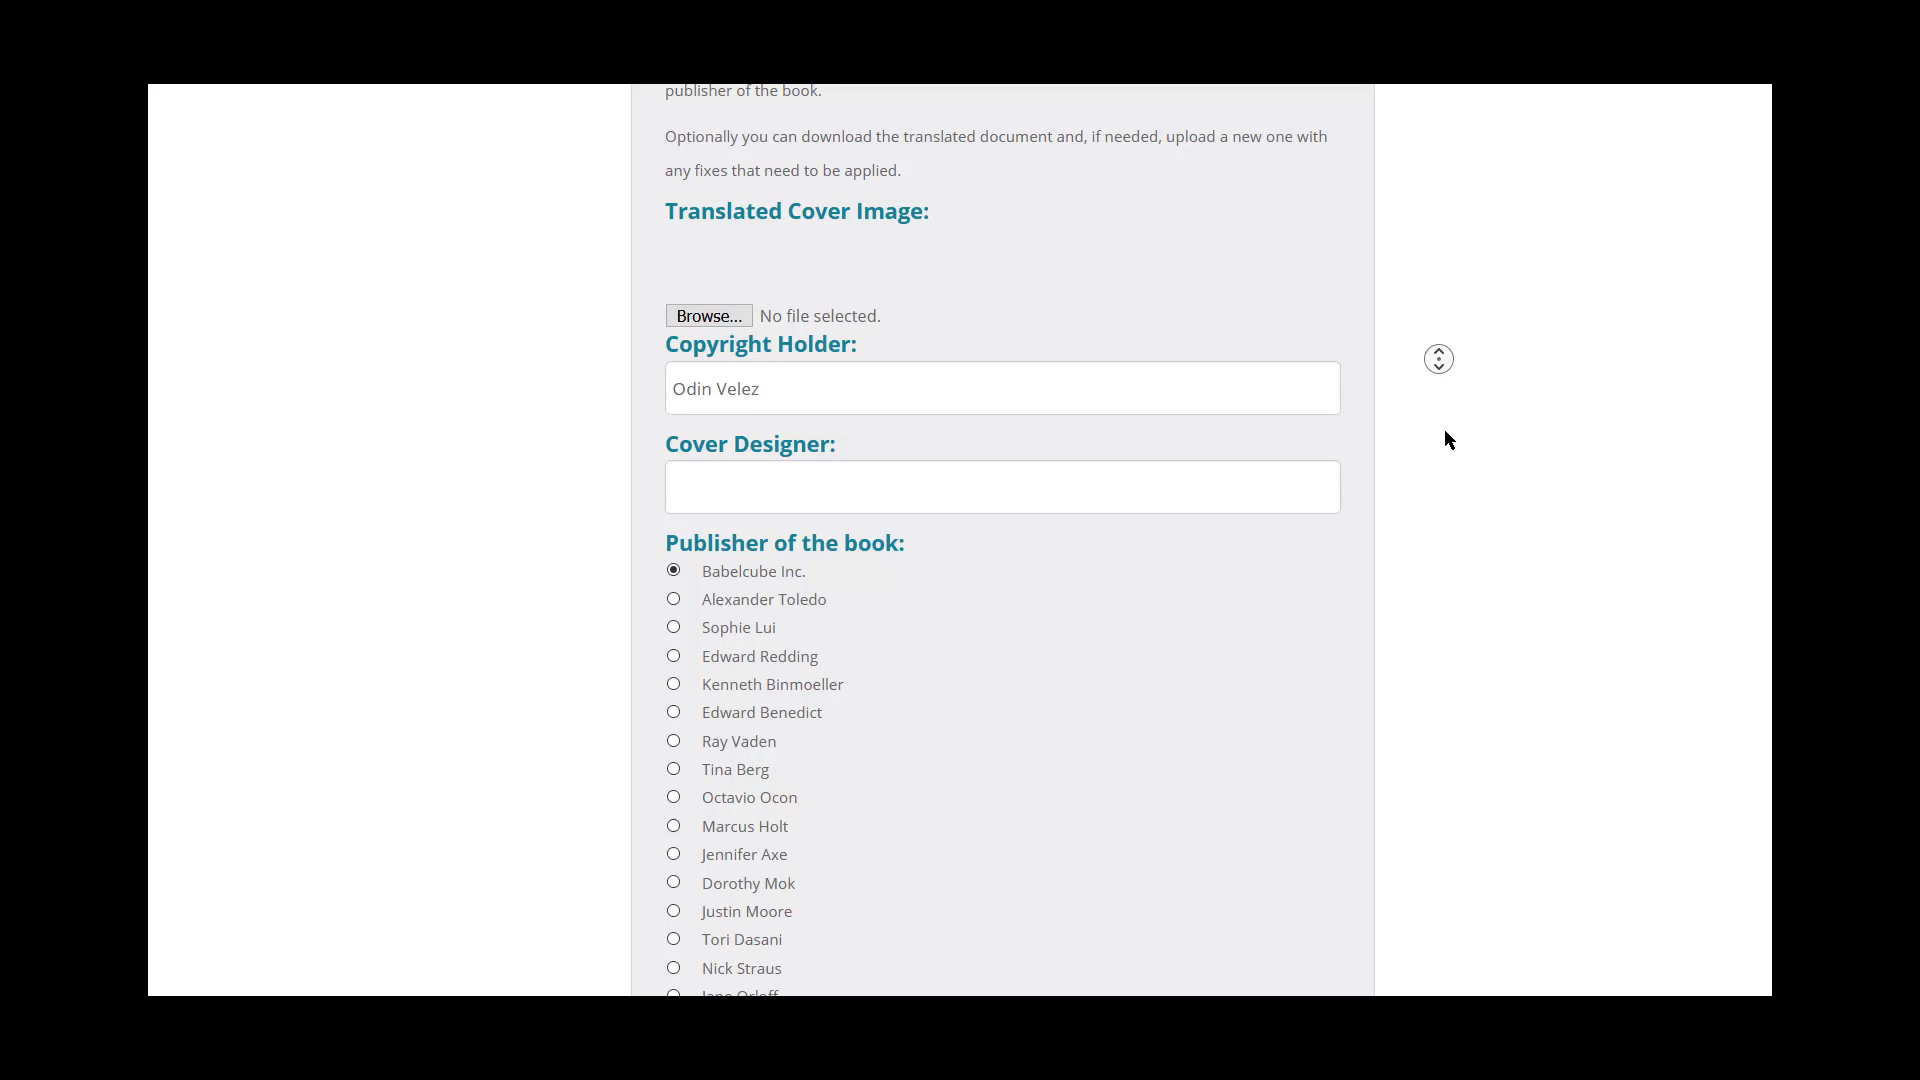 publisher of the book.
Optionally you can download the translated document and, if needed, upload a new one with
any fixes that need to be applied.
Translated Cover Image:
Browse... No file selected.
Copyright Holder:
Odin Velez
Cover Designer:
Publisher of the book:
Babelcube Inc.
Alexander Toledo
Sophie Lui
Edward Redding
Kenneth Binmoeller
Edward Benedict
Ray Vaden
Tina Berg
Octavio Ocon
Marcus Holt
Jennifer Axe
Dorothy Mok
Justin Moore
Tori Dasani
Nick Straus
Jane Orloff